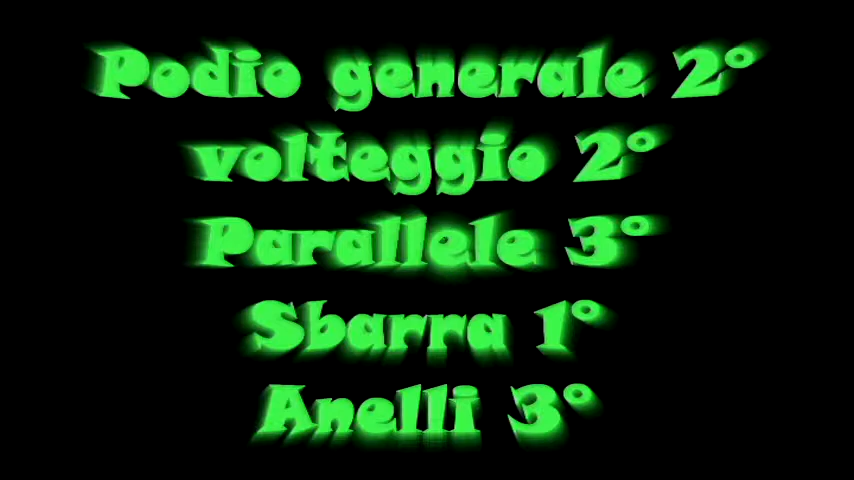 Podio generale 2°
volteggio 2°
Parallele 3°
Sbarra 1°
Anelli 3°